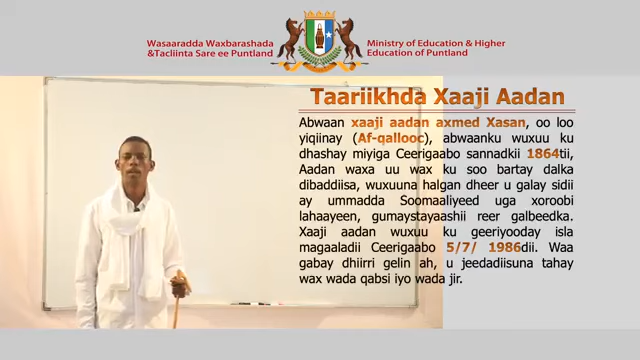 Wasaaradda Waxbarashada
&Tacliinta Sare ee Puntland
Ministry of Education & Higher
Education of Puntland
Taariikhda Xaaji Aadan
Abwaan xaaji aadan axmed Xasan, oo loo
yiqiinay (Af-qallooc), abwaanku wuxuu ku
dhashay miyiga Ceerigaabo sannadkii 1864tii,
Aadan waxa uu wax ku soo bartay dalka
dibaddiisa, wuxuuna halgan dheer u galay sidii
ay ummadda Soomaaliyeed uga xoroobi
lahaayeen, gumaystayaashii reer galbeedka.
Xaaji aadan wuxuu ku geeriyooday isla
magaaladii Ceerigaabo 5/7/ 1986dii. Waa
gabay dhiirri gelin ah, u jeedadiisuna tahay
wax wada qabsi iyo wada jir.